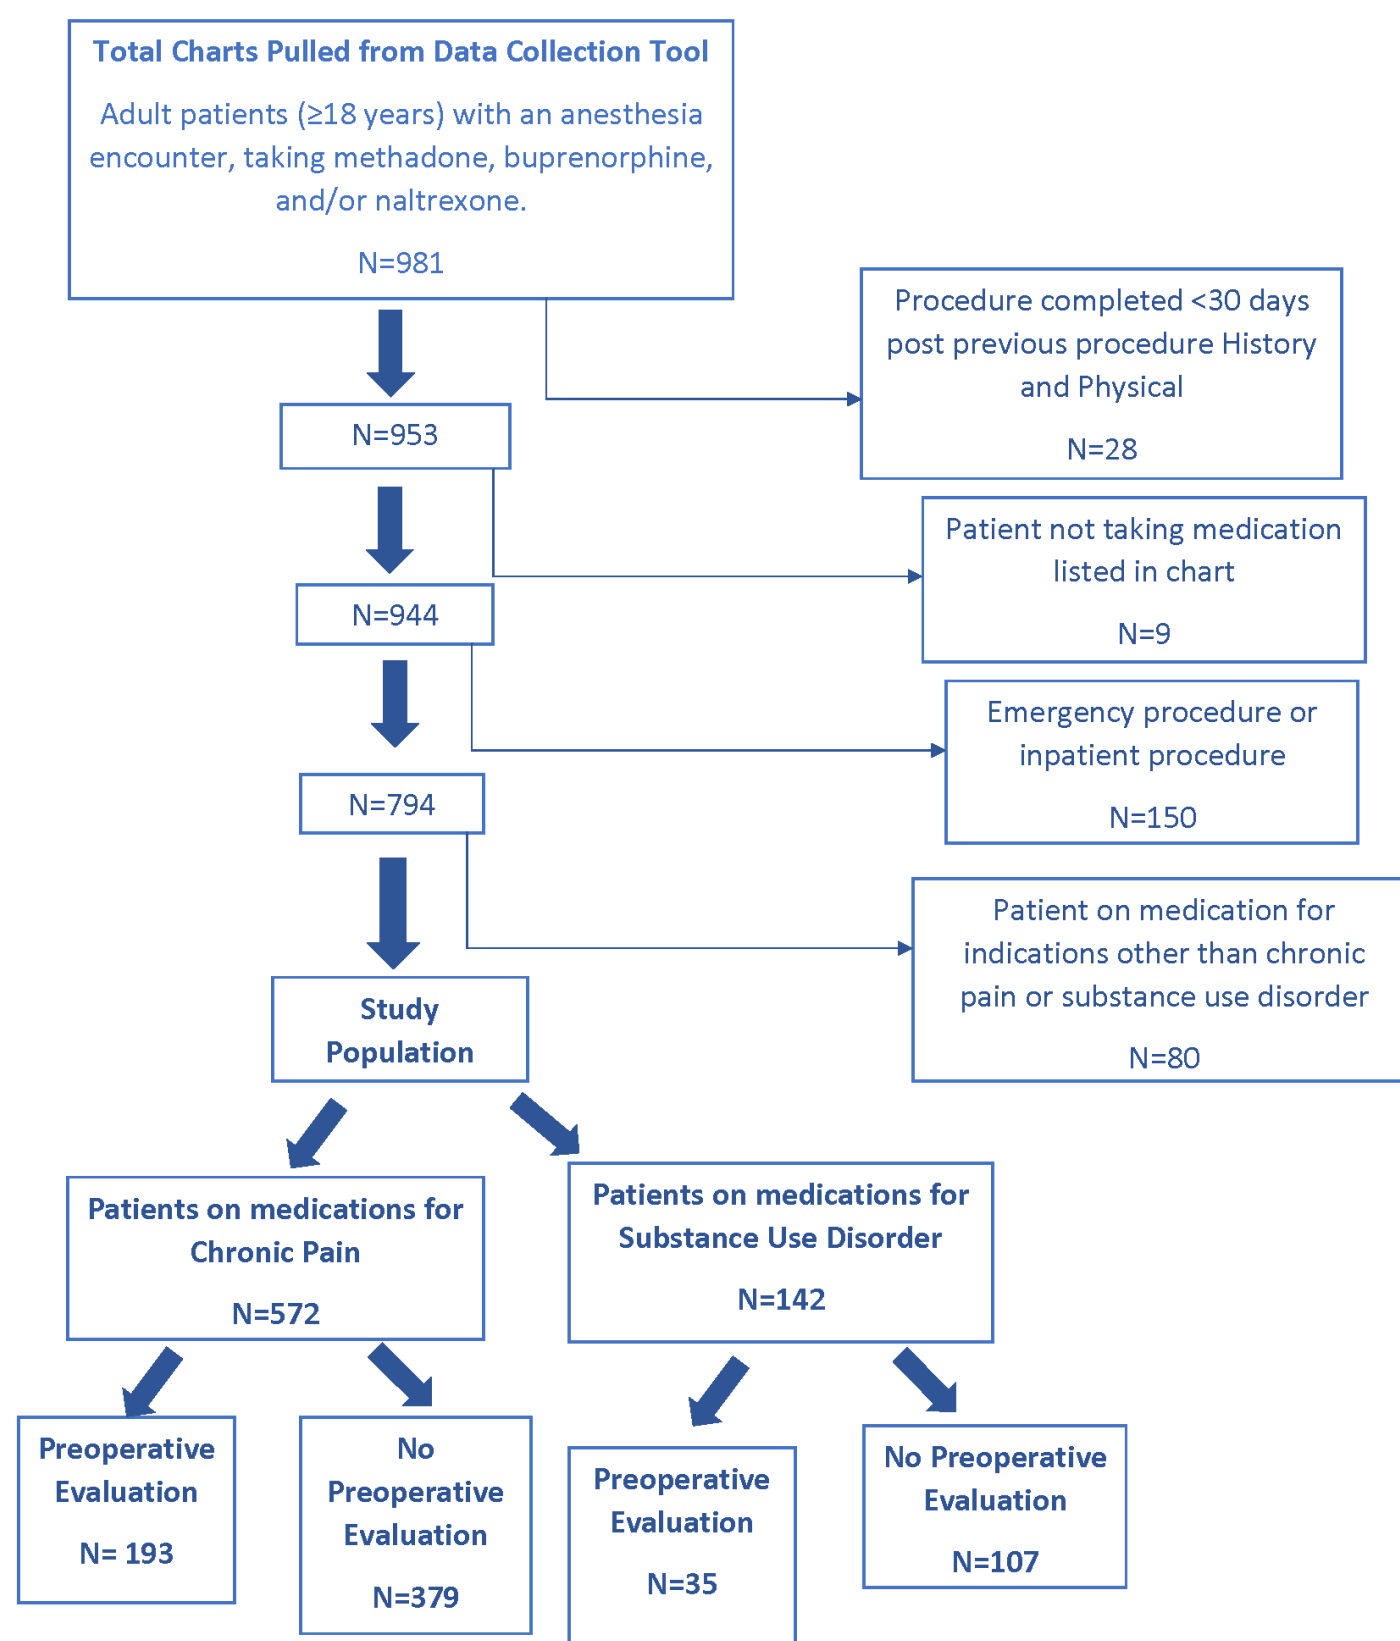 Total Charts Pulled from Data Collection Tool
Adult patients (≥18 years) with an anesthesia
encounter, taking methadone, buprenorphine,
and/or naltrexone.
N=981
Procedure completed <30 days
post previous procedure History
and Physical
N=28
N=953
Patient not taking medication
listed in chart
N=9
N=944
Emergency procedure or
inpatient procedure
N=150
N=794
Patient on medication for
indications other than chronic
pain or substance use disorder
N=80
Study
Population
Patients on medications for
Chronic Pain
N=572
Patients on medications for
Substance Use Disorder
N=142
Preoperative
Evaluation
N= 193
No
Preoperative
Evaluation
N=379
Preoperative
Evaluation
N=35
No Preoperative
Evaluation
N=107